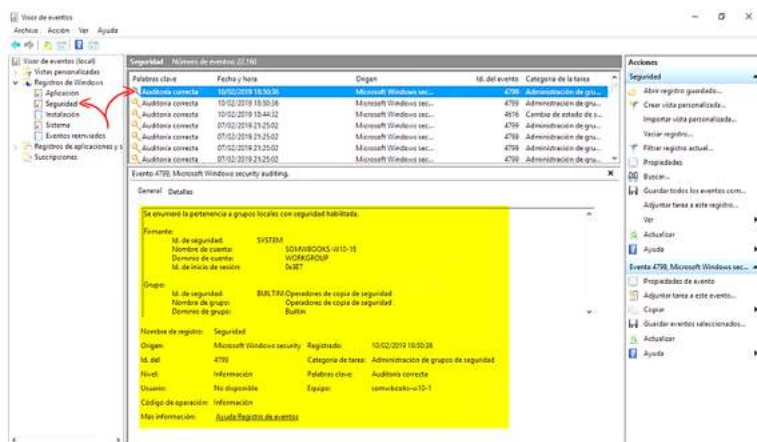 Visor de eventos
Archivo Acción Ver Ayuda
Visor de eventos (local)
Vistas personalizadas
Registros de Windows
Aplicación
Seguridad
Instalación
Sistema
Eventos reenviados
Registros de aplicaciones y s
Suscripciones
Seguridad Número de eventos: 22.160
Palabras clave Fecha y hora Origen Id. del evento Categoría de la tarea
Auditoría correcta 10/02/2019 18:50:36 Microsoft Windows sec... 4799 Administración de gru...
Auditoría correcta 10/02/2019 18:50:36 Microsoft Windows sec... 4799 Administración de gru...
Auditoría correcta 10/02/2019 18:44:32 Microsoft Windows sec... 4616 Cambio de estado de s...
Auditoría correcta 07/02/2019 21:25:02 Microsoft Windows sec... 4799 Administración de gru...
Auditoría correcta 07/02/2019 21:25:02 Microsoft Windows sec... 4799 Administración de gru...
Auditoría correcta 07/02/2019 21:25:02 Microsoft Windows sec... 4799 Administración de gru...
Auditoría correcta 07/02/2019 21:25:02 Microsoft Windows sec... 4799 Administración de gru...
Evento 4799, Microsoft Windows security auditing.
General Detalles
Se enumeró la pertenencia a grupos locales con seguridad habilitada.
Firmante:
Id. de seguridad: SYSTEM
Nombre de cuenta:
Dominio de cuenta: WORKGROUP
Id. de inicio de sesión: 0x3E7
Grupo:
Id. de seguridad: BUILTIN\Operadores de copia de seguridad
Nombre de grupo: Operadores de copia de seguridad
Dominio de grupo: Builtin
Nombre de registro: Seguridad
Origen: Microsoft Windows security Registrado: 10/02/2019 18:50:36
Id. del 4799 Categoría de tarea: Administración de grupos de seguridad
Nivel: Información Palabras clave: Auditoría correcta
Usuario: No disponible Equipo: somwbooks-w10-1
Código de operación: Información
Más información: Ayuda Registro de eventos
Acciones
Seguridad
Abrir registro guardado...
Crear vista personalizada...
Importar vista personalizada...
Vaciar registro...
Filtrar registro actual...
Propiedades
Buscar...
Guardar todos los eventos com...
Adjuntar tarea a este registro...
Ver
Actualizar
Ayuda
Evento 4799, Microsoft Windows sec...
Propiedades de evento
Adjuntar tarea a este evento...
Copiar
Guardar eventos seleccionados...
Actualizar
Ayuda